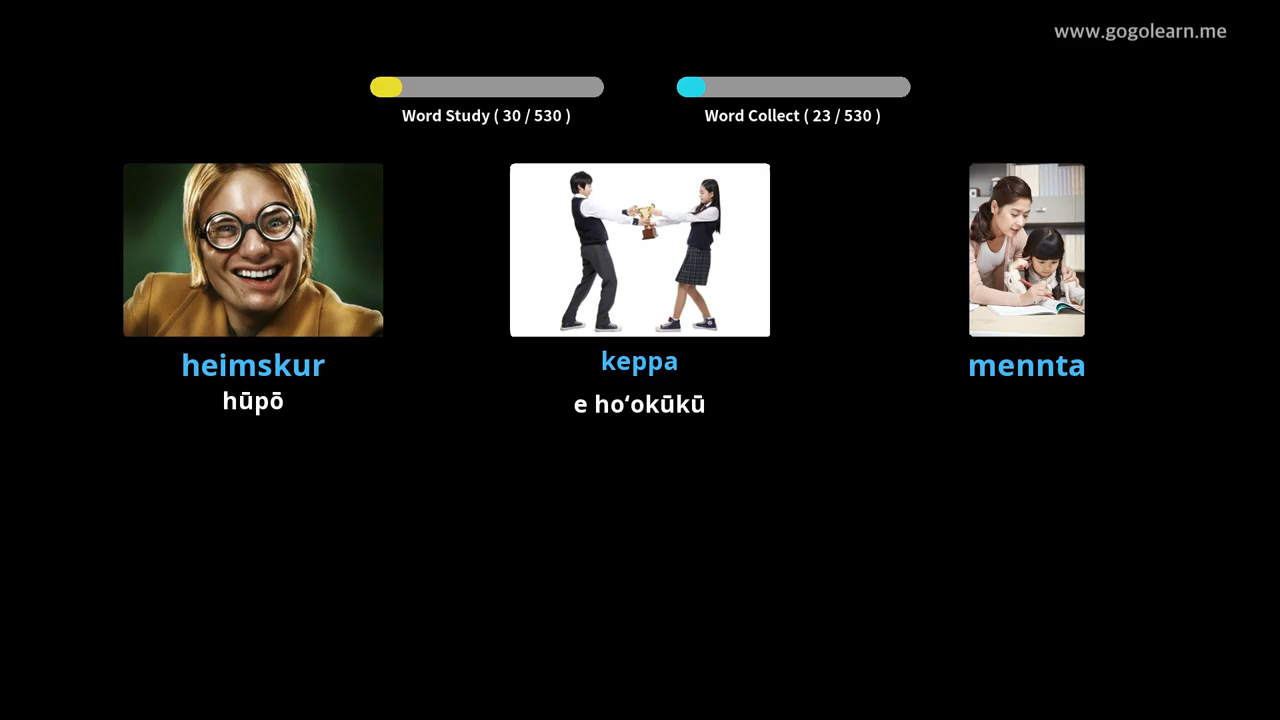 www.gogolearn.me
Word Study ( 30 / 530 )
Word Collect ( 23 / 530 )
heimskur
hūpō
keppa
e hoʻokūkū
mennta